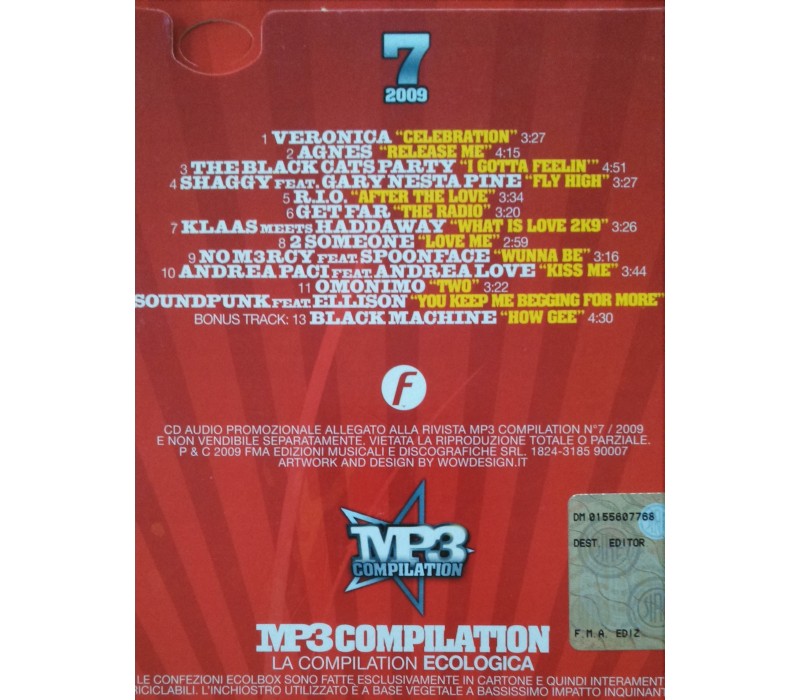 7
2009
1 VERONICA "CELEBRATION" 3:27
2 AGNES "RELEASE ME" 4:15
3 THE BLACK CATS PARTY "I GOTTA FEELIN'" 4:51
4 SHAGGY FEAT. GARY NESTA PINE "FLY HIGH" 3:27
5 R.I.O. "AFTER THE LOVE" 3:34
6 GET FAR "THE RADIO" 3:20
7 KLAAS MEETS HADDAWAY "WHAT IS LOVE 2K9" 3:26
8 2 SOMEONE "LOVE ME" 2:59
9 NO M3RCY FEAT. SPOONFACE "WUNNA BE" 3:16
10 ANDREA PACI FEAT. ANDREA LOVE "KISS ME" 3:44
11 OMONIMO "TWO" 3:22
SOUNDPUNK FEAT. ELLISON "YOU KEEP ME BEGGING FOR MORE"
BONUS TRACK: 13 BLACK MACHINE "HOW GEE" 4:30
F
CD AUDIO PROMOZIONALE ALLEGATO ALLA RIVISTA MP3 COMPILATION N°7 / 2009
E NON VENDIBILE SEPARATAMENTE. VIETATA LA RIPRODUZIONE TOTALE O PARZIALE.
P & C 2009 FMA EDIZIONI MUSICALI E DISCOGRAFICHE SRL. 1824-3185 90007
ARTWORK AND DESIGN BY WOWDESIGN.IT
DM 0155607768
DEST. EDITOR
F.M.A. EDIZ
MP3
COMPILATION
MP3 COMPILATION
LA COMPILATION ECOLOGICA
LE CONFEZIONI ECOLBOX SONO FATTE ESCLUSIVAMENTE IN CARTONE E QUINDI INTERAMENT
RICICLABILI. L'INCHIOSTRO UTILIZZATO E A BASE VEGETALE A BASSISSIMO IMPATTO INQUINAN